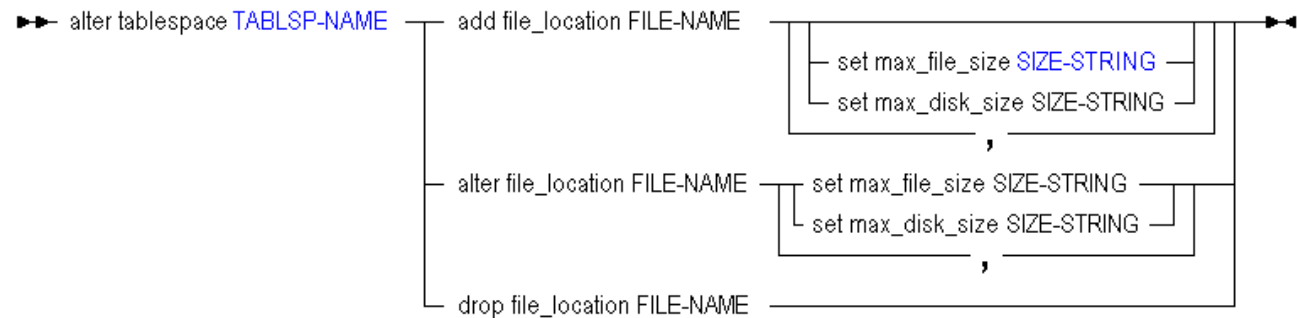 alter tablespace TABLSP-NAME add file_location FILE-NAME
set max_file_size SIZE-STRING
set max_disk_size SIZE-STRING
,
alter file_location FILE-NAME set max_file_size SIZE-STRING
set max_disk_size SIZE-STRING
,
drop file_location FILE-NAME